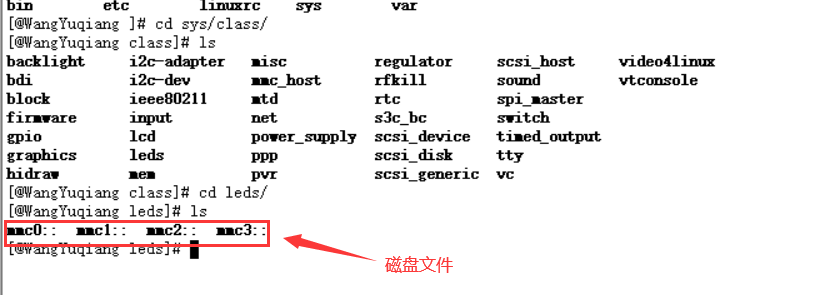 bin etc linuxrc sys var
[@WangYuqiang ]# cd sys/class/
[@WangYuqiang class]# ls
backlight i2c-adapter misc regulator scsi_host video4linux
bdi i2c-dev mmc_host rfkill sound vtconsole
block ieee80211 mtd rtc spi_master
firmware input net s3c_bc switch
gpio lcd power_supply scsi_device timed_output
graphics leds ppp scsi_disk tty
hidraw mem pvr scsi_generic vc
[@WangYuqiang class]# cd leds/
[@WangYuqiang leds]# ls
mmc0:: mmc1:: mmc2:: mmc3::
[@WangYuqiang leds]#
磁盘文件